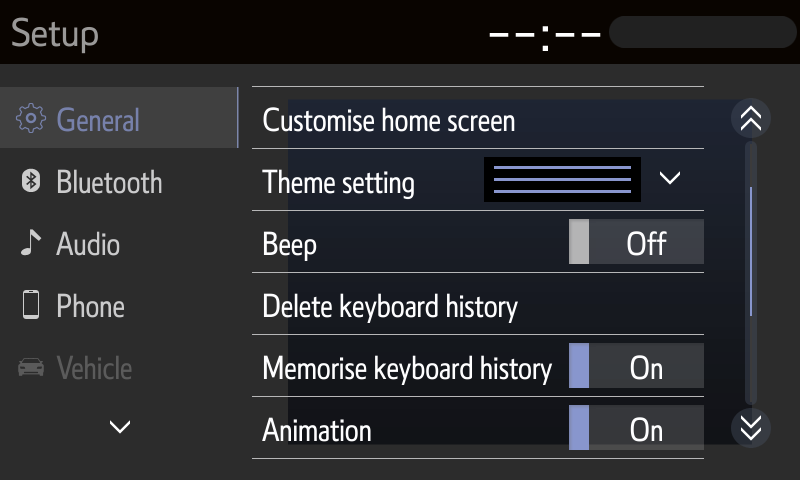 Setup
--:--
General
Bluetooth
Audio
Phone
Vehicle
Customise home screen
Theme setting
Beep
Off
Delete keyboard history
Memorise keyboard history
On
Animation
On